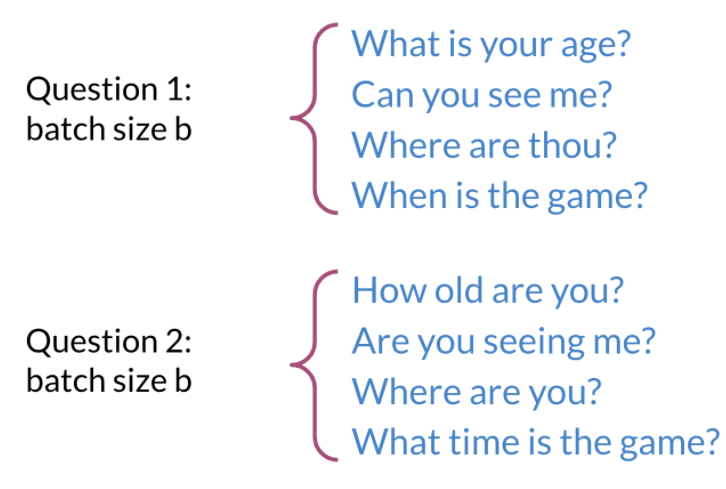 Question 1:
batch size b
What is your age?
Can you see me?
Where are thou?
When is the game?
Question 2:
batch size b
How old are you?
Are you seeing me?
Where are you?
What time is the game?